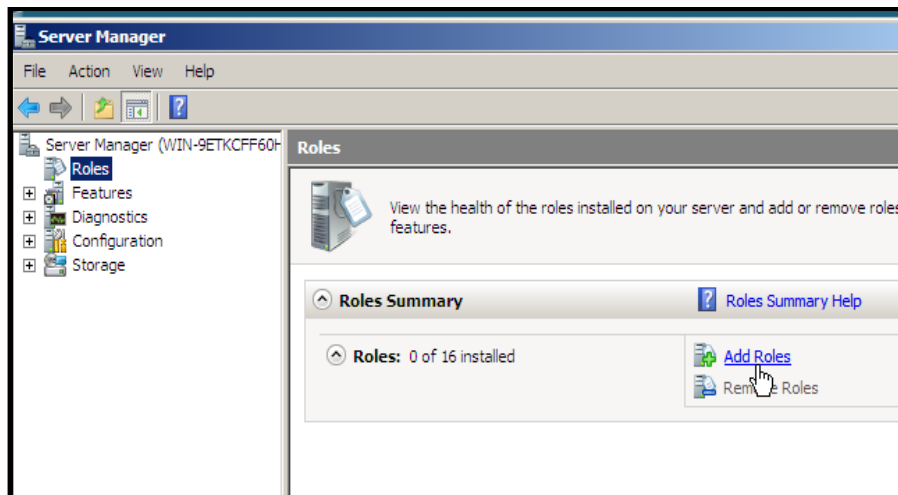 Server Manager
File Action View Help
Server Manager (WIN-9ETKCFF60H
Roles
Features
Diagnostics
Configuration
Storage
Roles
View the health of the roles installed on your server and add or remove roles
features.
Roles Summary
Roles Summary Help
Roles: 0 of 16 installed
Add Roles
Remove Roles